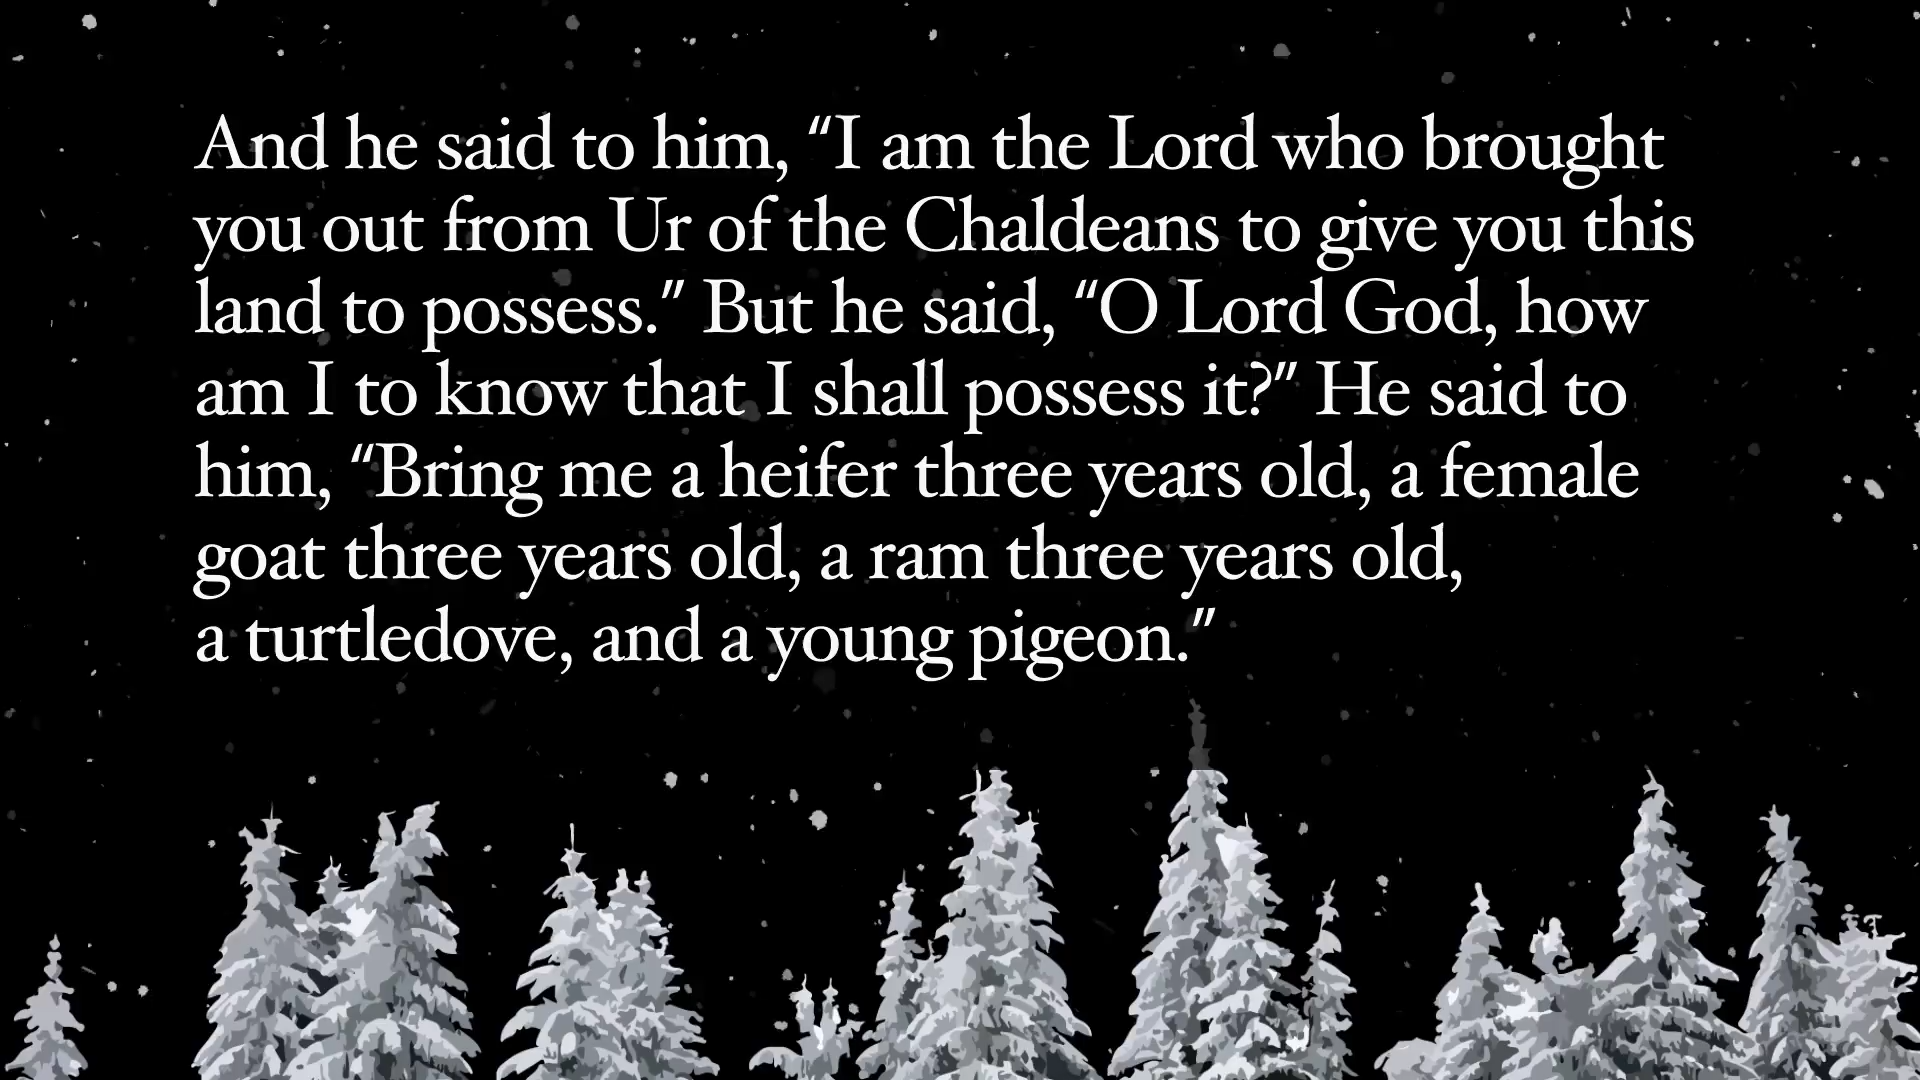 And he said to him, “I am the Lord who brought
you out from Ur of the Chaldeans to give you this
land to possess.” But he said, “O Lord God, how
am I to know that I shall possess it?” He said to
him, “Bring me a heifer three years old, a female
goat three years old, a ram three years old,
a turtledove, and a young pigeon.”